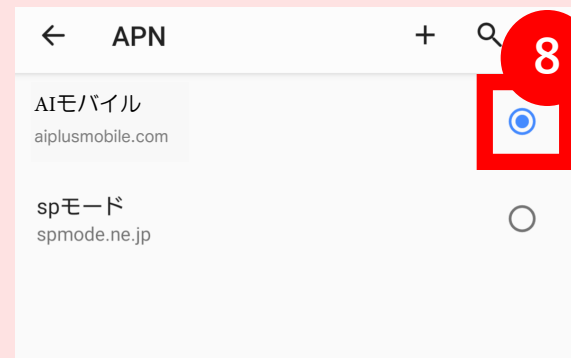 APN
8
AIモバイル
aiplusmobile.com
spモード
spmode.ne.jp